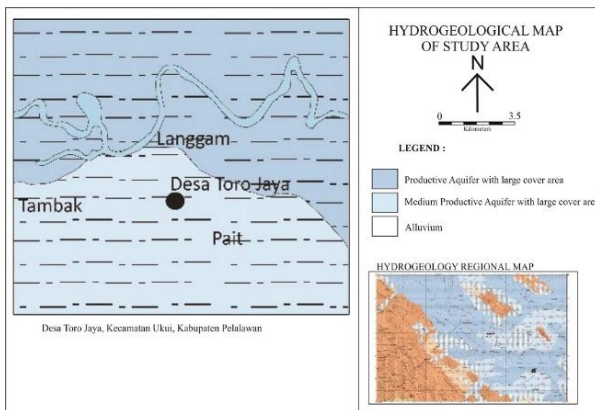 Langgam
Desa Toro Jaya
Tambak
Pait
Desa Toro Jaya, Kecamatan Ukui, Kabupaten Pelalawan
HYDROGEOLOGICAL MAP
OF STUDY AREA
N
0 3.5
Kilometers
LEGEND :
Productive Aquifer with large cover area
Medium Productive Aquifer with large cover are
Alluvium
HYDROGEOLOGY REGIONAL MAP